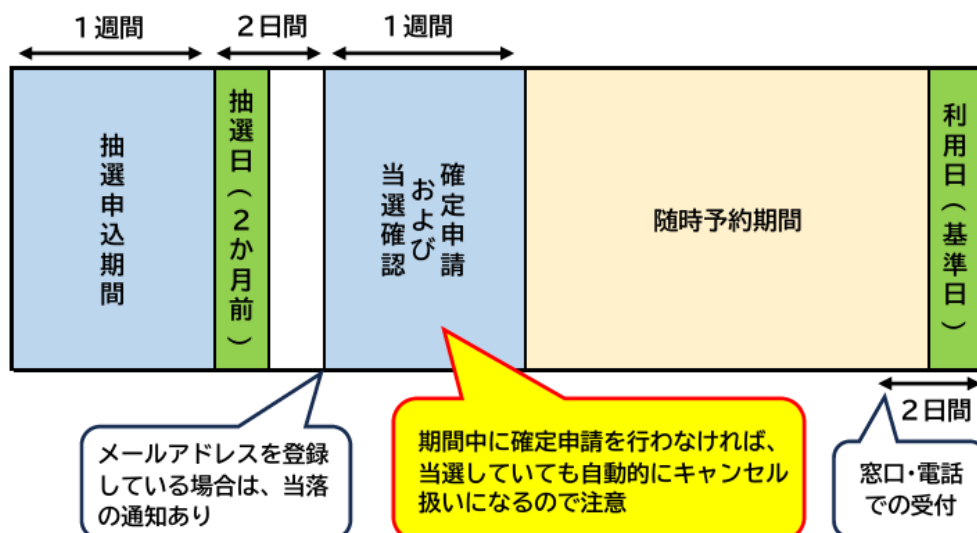 1週間
2日間
1週間
抽選申込期間
抽選日(2か月前)
確定申請
および
当選確認
随時予約期間
利用日(基準日)
2日間
メールアドレスを登録
している場合は、当落
の通知あり
期間中に確定申請を行わなければ、
当選していても自動的にキャンセル
扱いになるので注意
窓口・電話
での受付